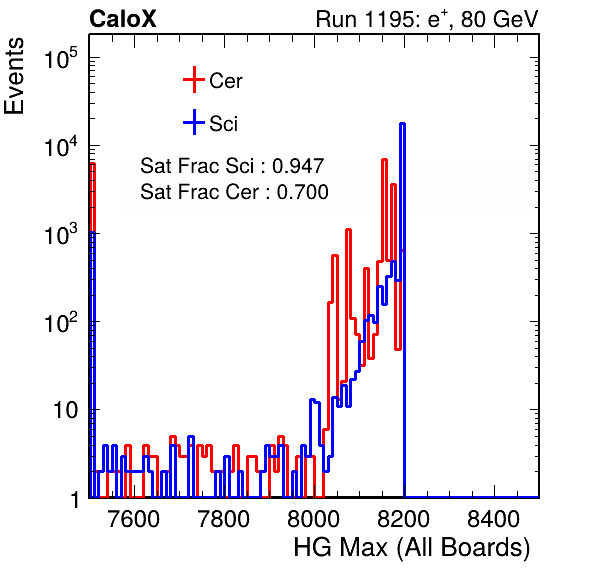 CaloX Run 1195: e⁺, 80 GeV
Events
10⁵
10⁴
10³
10²
10
1
Cer
Sci
Sat Frac Sci : 0.947
Sat Frac Cer : 0.700
7600 7800 8000 8200 8400
HG Max (All Boards)